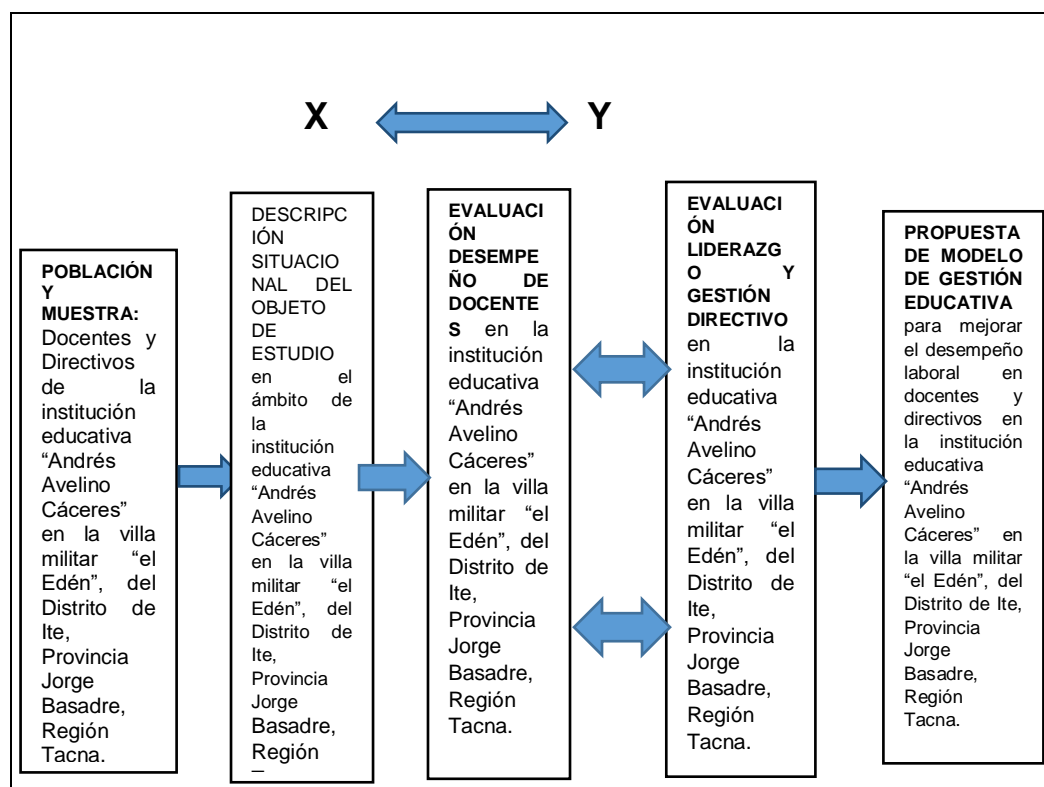 X
Y
POBLACIÓN
Y
MUESTRA:
Docentes y
Directivos
de la
institución
educativa
“Andrés
Avelino
Cáceres”
en la villa
militar “el
Edén”, del
Distrito de
Ite,
Provincia
Jorge
Basadre,
Región
Tacna.
DESCRIPC
IÓN
SITUACIO
NAL DEL
OBJETO
DE
ESTUDIO
en el
ámbito de
la
institución
educativa
“Andrés
Avelino
Cáceres”
en la villa
militar “el
Edén”, del
Distrito de
Ite,
Provincia
Jorge
Basadre,
Región
EVALUACI
ÓN
DESEMPE
ÑO DE
DOCENTE
S en la
institución
educativa
“Andrés
Avelino
Cáceres”
en la villa
militar “el
Edén”, del
Distrito de
Ite,
Provincia
Jorge
Basadre,
Región
Tacna.
EVALUACI
ÓN
LIDERAZG
O Y
GESTIÓN
DIRECTIVO
en la
institución
educativa
“Andrés
Avelino
Cáceres”
en la villa
militar “el
Edén”, del
Distrito de
Ite,
Provincia
Jorge
Basadre,
Región
Tacna.
PROPUESTA
DE MODELO
DE GESTIÓN
EDUCATIVA
para mejorar
el desempeño
laboral en
docentes y
directivos en
la institución
educativa
“Andrés
Avelino
Cáceres” en
la villa militar
“el Edén”, del
Distrito de Ite,
Provincia
Jorge
Basadre,
Región
Tacna.